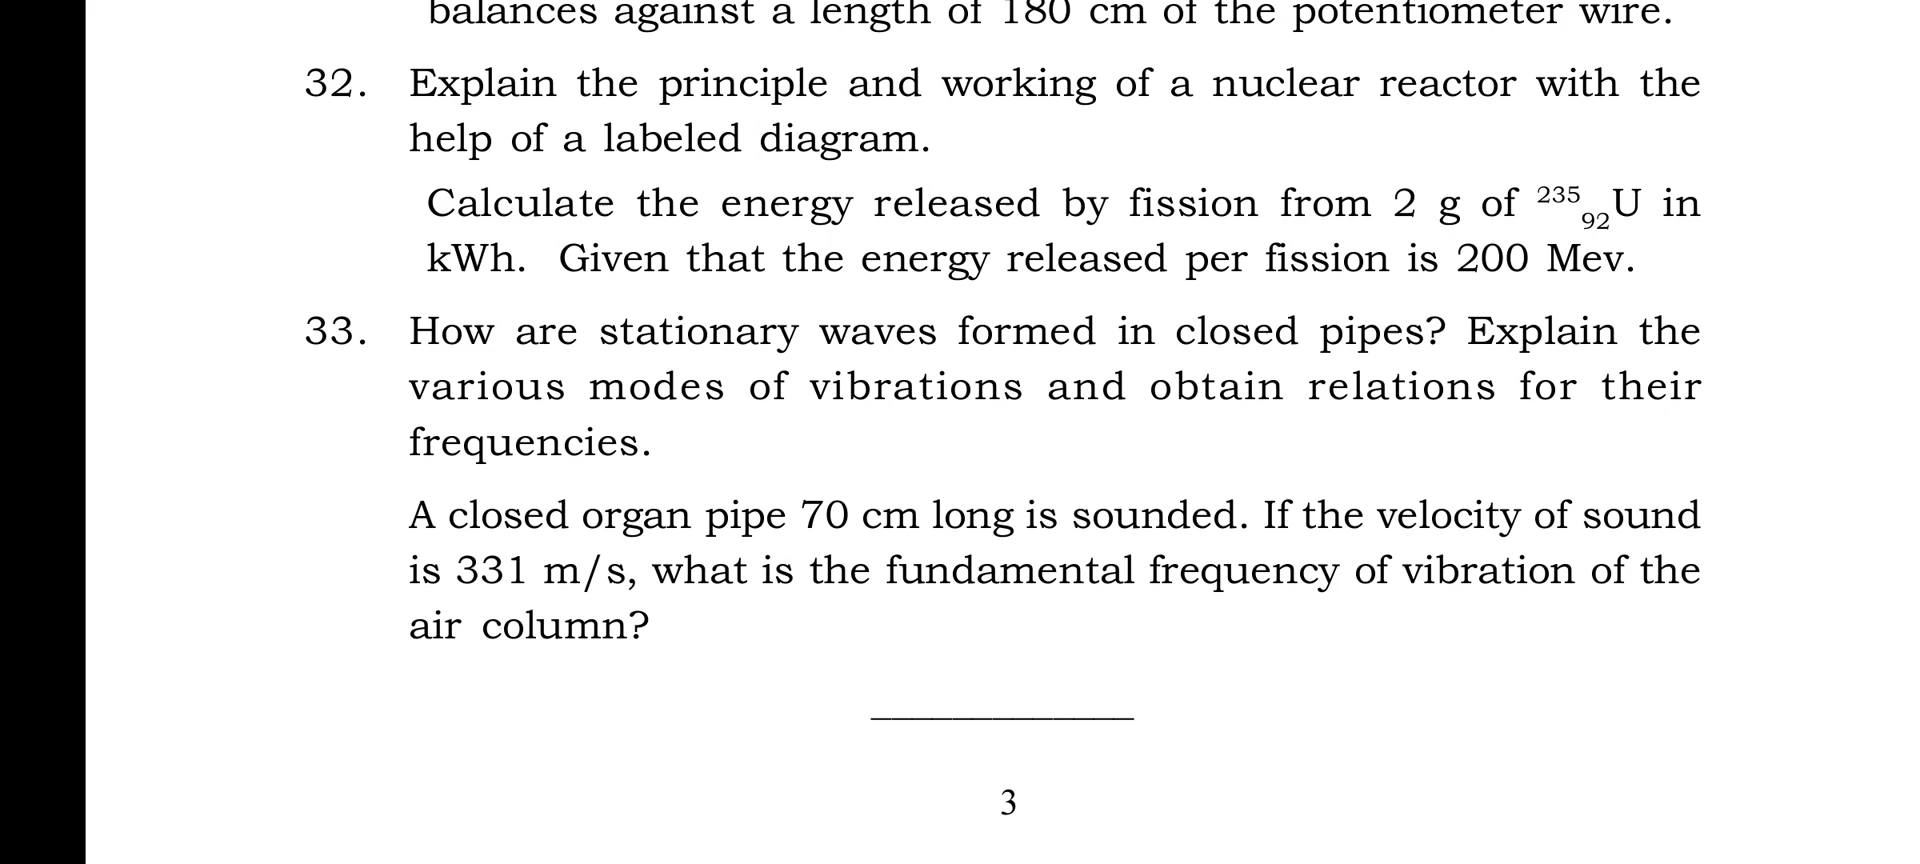 balances against a length of 180 cm of the potentiometer wire.
32. Explain the principle and working of a nuclear reactor with the
help of a labeled diagram.
Calculate the energy released by fission from 2 g of ²³⁵₉₂U in
kWh. Given that the energy released per fission is 200 Mev.
33. How are stationary waves formed in closed pipes? Explain the
various modes of vibrations and obtain relations for their
frequencies.
A closed organ pipe 70 cm long is sounded. If the velocity of sound
is 331 m/s, what is the fundamental frequency of vibration of the
air column?
3